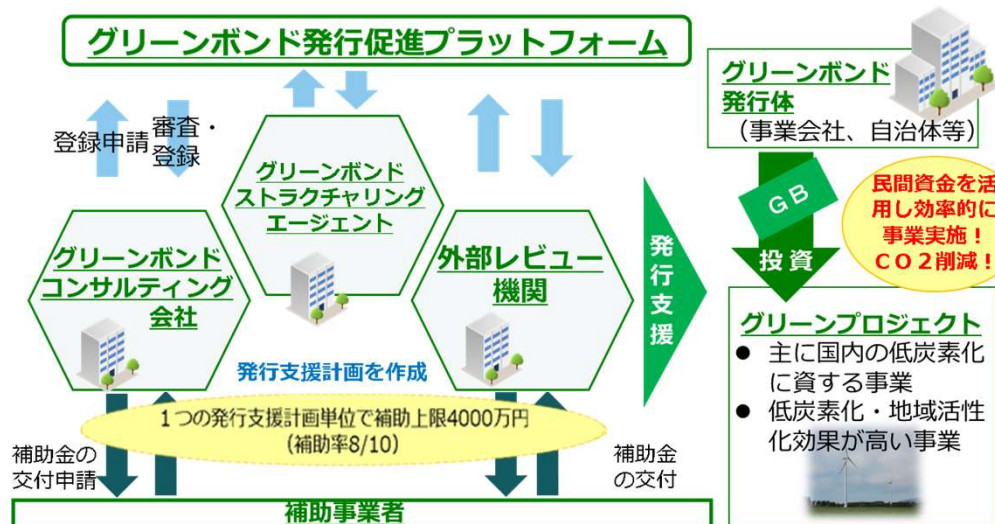 グリーンボンド発行促進プラットフォーム
登録申請
審査・
登録
グリーンボンド
ストラクチャリング
エージェント
グリーンボンド
コンサルティング
会社
外部レビュー
機関
発行支援計画を作成
1つの発行支援計画単位で補助上限4000万円
(補助率8/10)
補助金の
交付申請
補助金
の交付
補助事業者
発行支援
グリーンボンド
発行体
（事業会社、自治体等）
GB
投資
民間資金を活
用し効率的に
事業実施！
CO2削減！
グリーンプロジェクト
● 主に国内の低炭素化
に資する事業
● 低炭素化・地域活性
化効果が高い事業